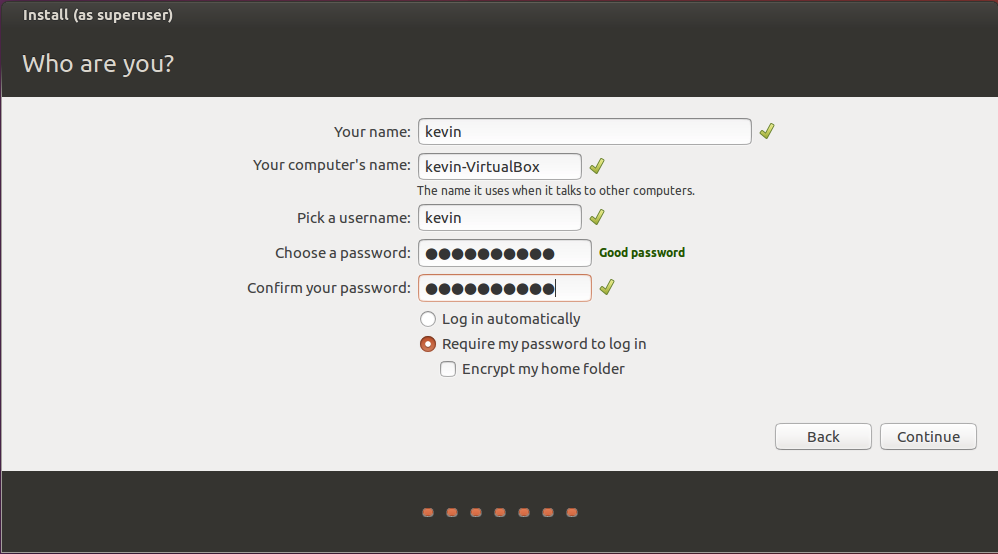 Install (as superuser)
Who are you?
Your name: kevin
Your computer's name: kevin-VirtualBox
The name it uses when it talks to other computers.
Pick a username: kevin
Choose a password: ●●●●●●●●●● Good password
Confirm your password: ●●●●●●●●●●
Log in automatically
Require my password to log in
Encrypt my home folder
Back Continue